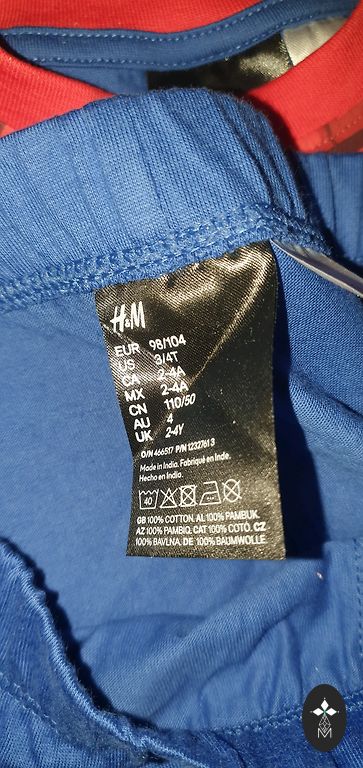 H&M
EUR 98/104
US 3/4T
CA 2-4A
MX 2-4A
CN 110/50
AU 4
UK 2-4Y
O/N 466517 P/N 1232761 3
Made in India. Fabriqué en Inde.
Hecho en India.
40
GB 100% COTTON. AL 100% PAMBUK.
AZ 100% PAMBIQ. CAT 100% COTÓ. CZ
100% BAVLNA. DE 100% BAUMWOLLE
M